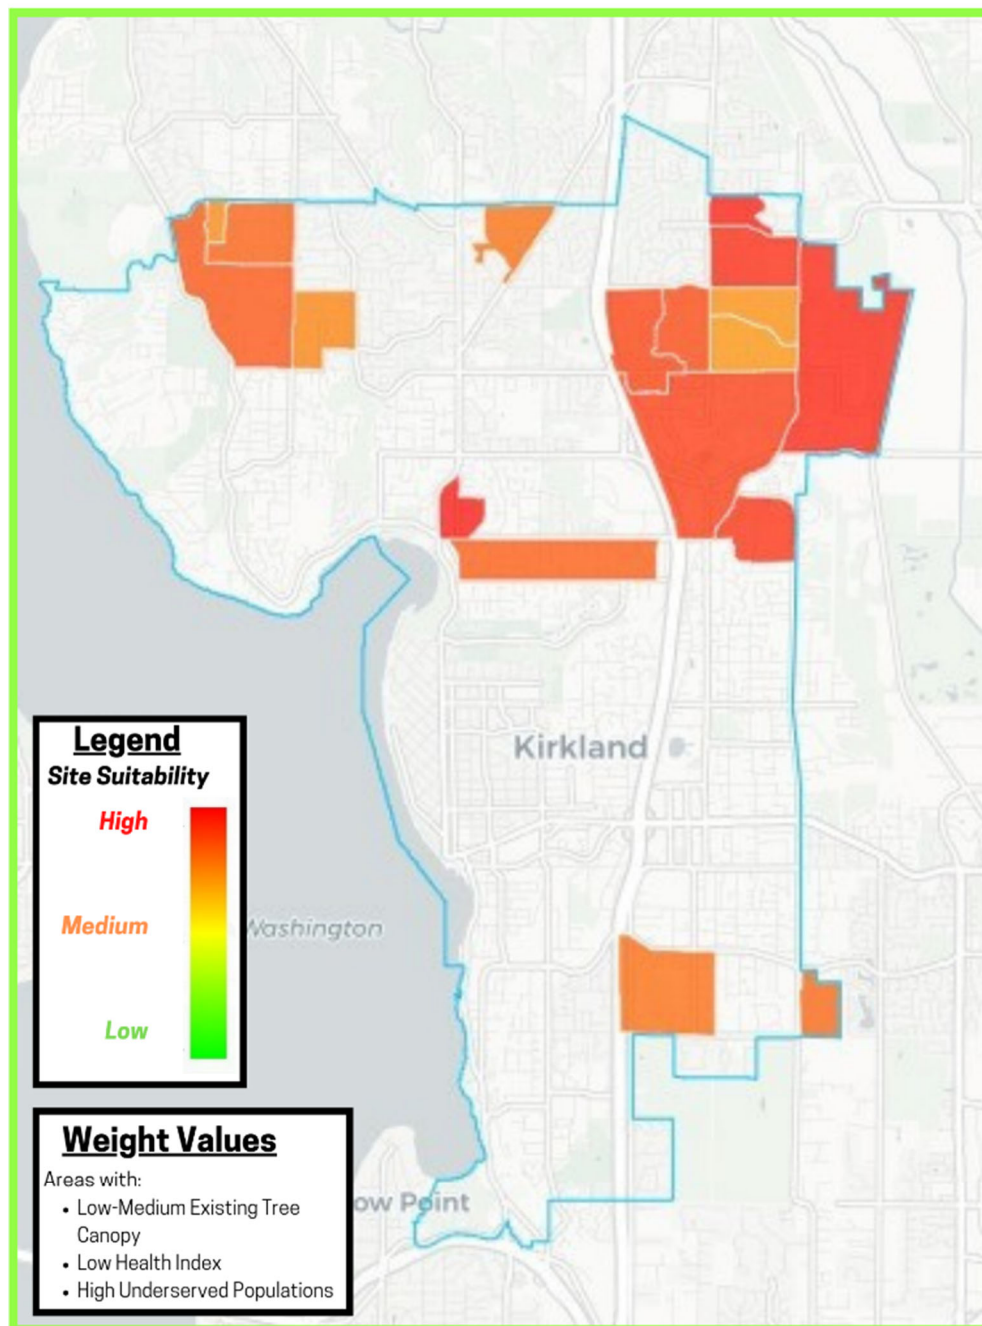 Kirkland
Legend
Site Suitability
High
Medium
Low
Washington
Weight Values
Areas with:
• Low-Medium Existing Tree
Canopy
• Low Health Index
• High Underserved Populations
ow Point